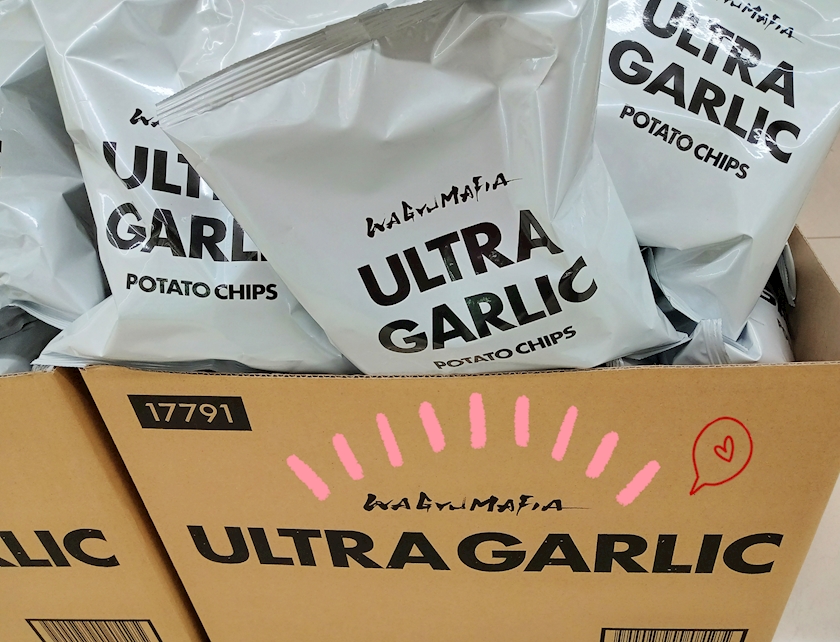 WAGYUMAFIA
ULTRA
GARLIC
POTATO CHIPS
WAGYUMAFIA
ULTRA
GARLIC
POTATO CHIPS
ULTRA
GARLIC
POTATO CHIPS
17791
WAGYUMAFIA
ULTRA GARLIC